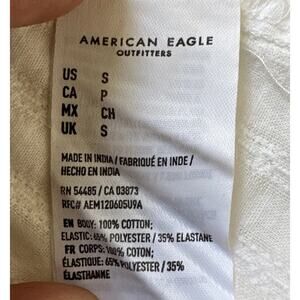 AMERICAN EAGLE
OUTFITTERS
US S
CA P
MX CH
UK S
MADE IN INDIA / FABRIQUÉ EN INDE /
HECHO EN INDIA
RN 54485 / CA 03873
RFC# AEM120605U9A
EN BODY: 100% COTTON;
ELASTIC: 65% POLYESTER / 35% ELASTANE
FR CORPS: 100% COTON;
ÉLASTIQUE: 65% POLYESTER / 35%
ÉLASTHANNE